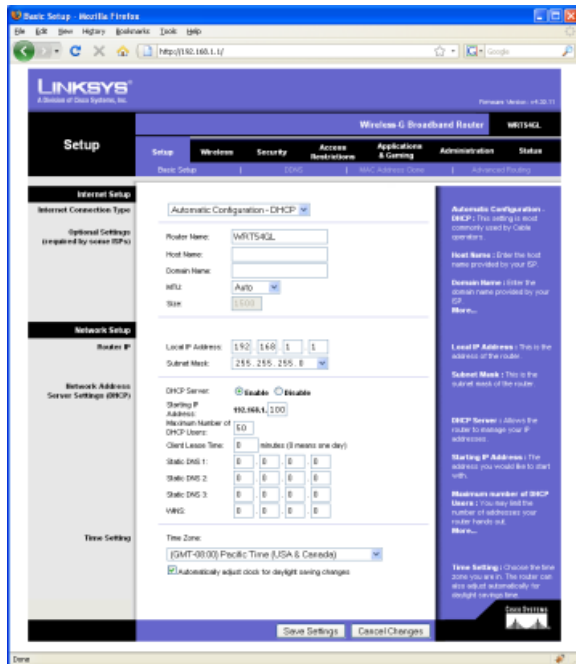 Basic Setup - Mozilla Firefox
File Edit View History Bookmarks Tools Help
http://192.168.1.1/
Google
LINKSYS®
A Division of Cisco Systems, Inc.
Firmware Version: v4.30.11
Wireless-G Broadband Router WRT54GL
Setup
Setup Wireless Security Access Restrictions Applications & Gaming Administration Status
Basic Setup | DDNS | MAC Address Clone | Advanced Routing
Internet Setup
Internet Connection Type
Automatic Configuration - DHCP
Optional Settings
(required by some ISPs)
Router Name: WRT54GL
Host Name:
Domain Name:
MTU: Auto
Size: 1500
Network Setup
Router IP
Local IP Address: 192 . 168 . 1 . 1
Subnet Mask: 255.255.255.0
Network Address
Server Settings (DHCP)
DHCP Server: Enable Disable
Starting IP
Address: 192.168.1. 100
Maximum Number of
DHCP Users: 50
Client Lease Time: 0 minutes (0 means one day)
Static DNS 1: 0 . 0 . 0 . 0
Static DNS 2: 0 . 0 . 0 . 0
Static DNS 3: 0 . 0 . 0 . 0
WINS: 0 . 0 . 0 . 0
Time Setting
Time Zone:
(GMT-08:00) Pacific Time (USA & Canada)
Automatically adjust clock for daylight saving changes
Save Settings Cancel Changes
Automatic Configuration -
DHCP : This setting is most
commonly used by Cable
operators.
Host Name : Enter the host
name provided by your ISP.
Domain Name : Enter the
domain name provided by your
ISP.
More...
Local IP Address : This is the
address of the router.
Subnet Mask : This is the
subnet mask of the router.
DHCP Server : Allows the
router to manage your IP
addresses.
Starting IP Address : The
address you would like to start
with.
Maximum number of DHCP
Users : You may limit the
number of addresses your
router hands out.
More...
Time Setting : Choose the time
zone you are in. The router can
also adjust automatically for
daylight savings time.
CISCO SYSTEMS
Done